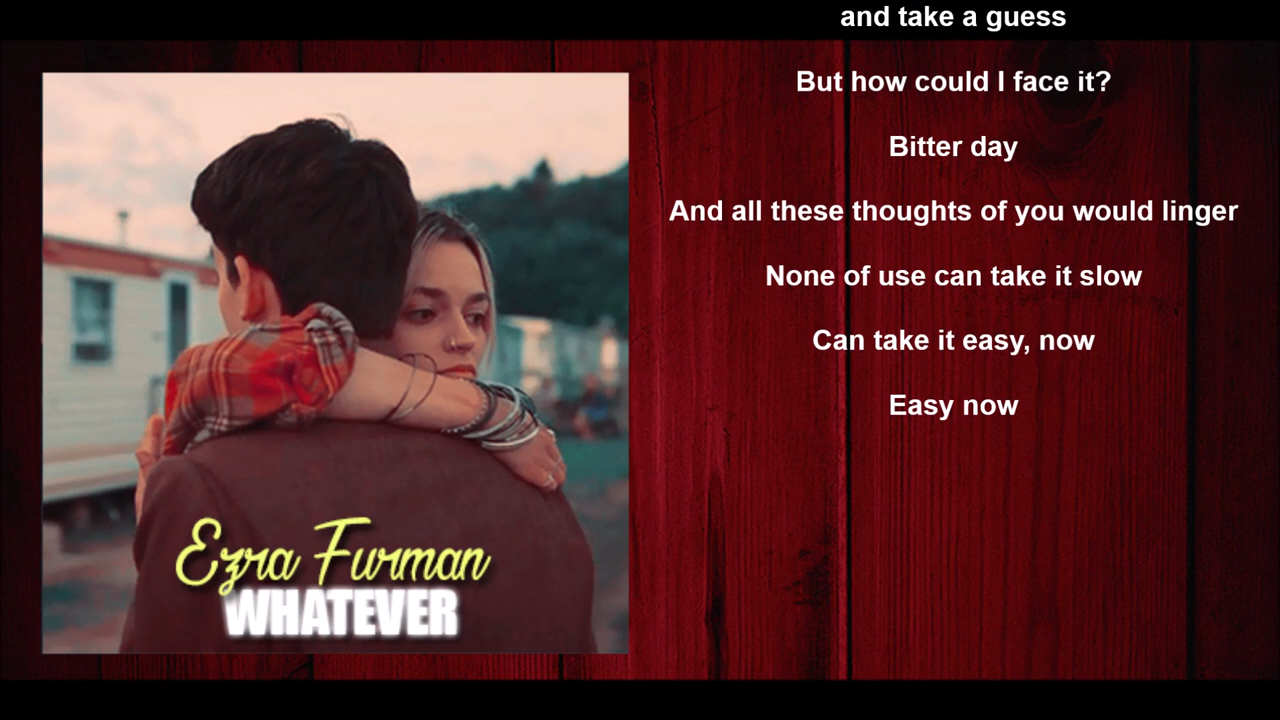 and take a guess
But how could I face it?
Bitter day
And all these thoughts of you would linger
None of use can take it slow
Can take it easy, now
Easy now
Ezra Furman
WHATEVER